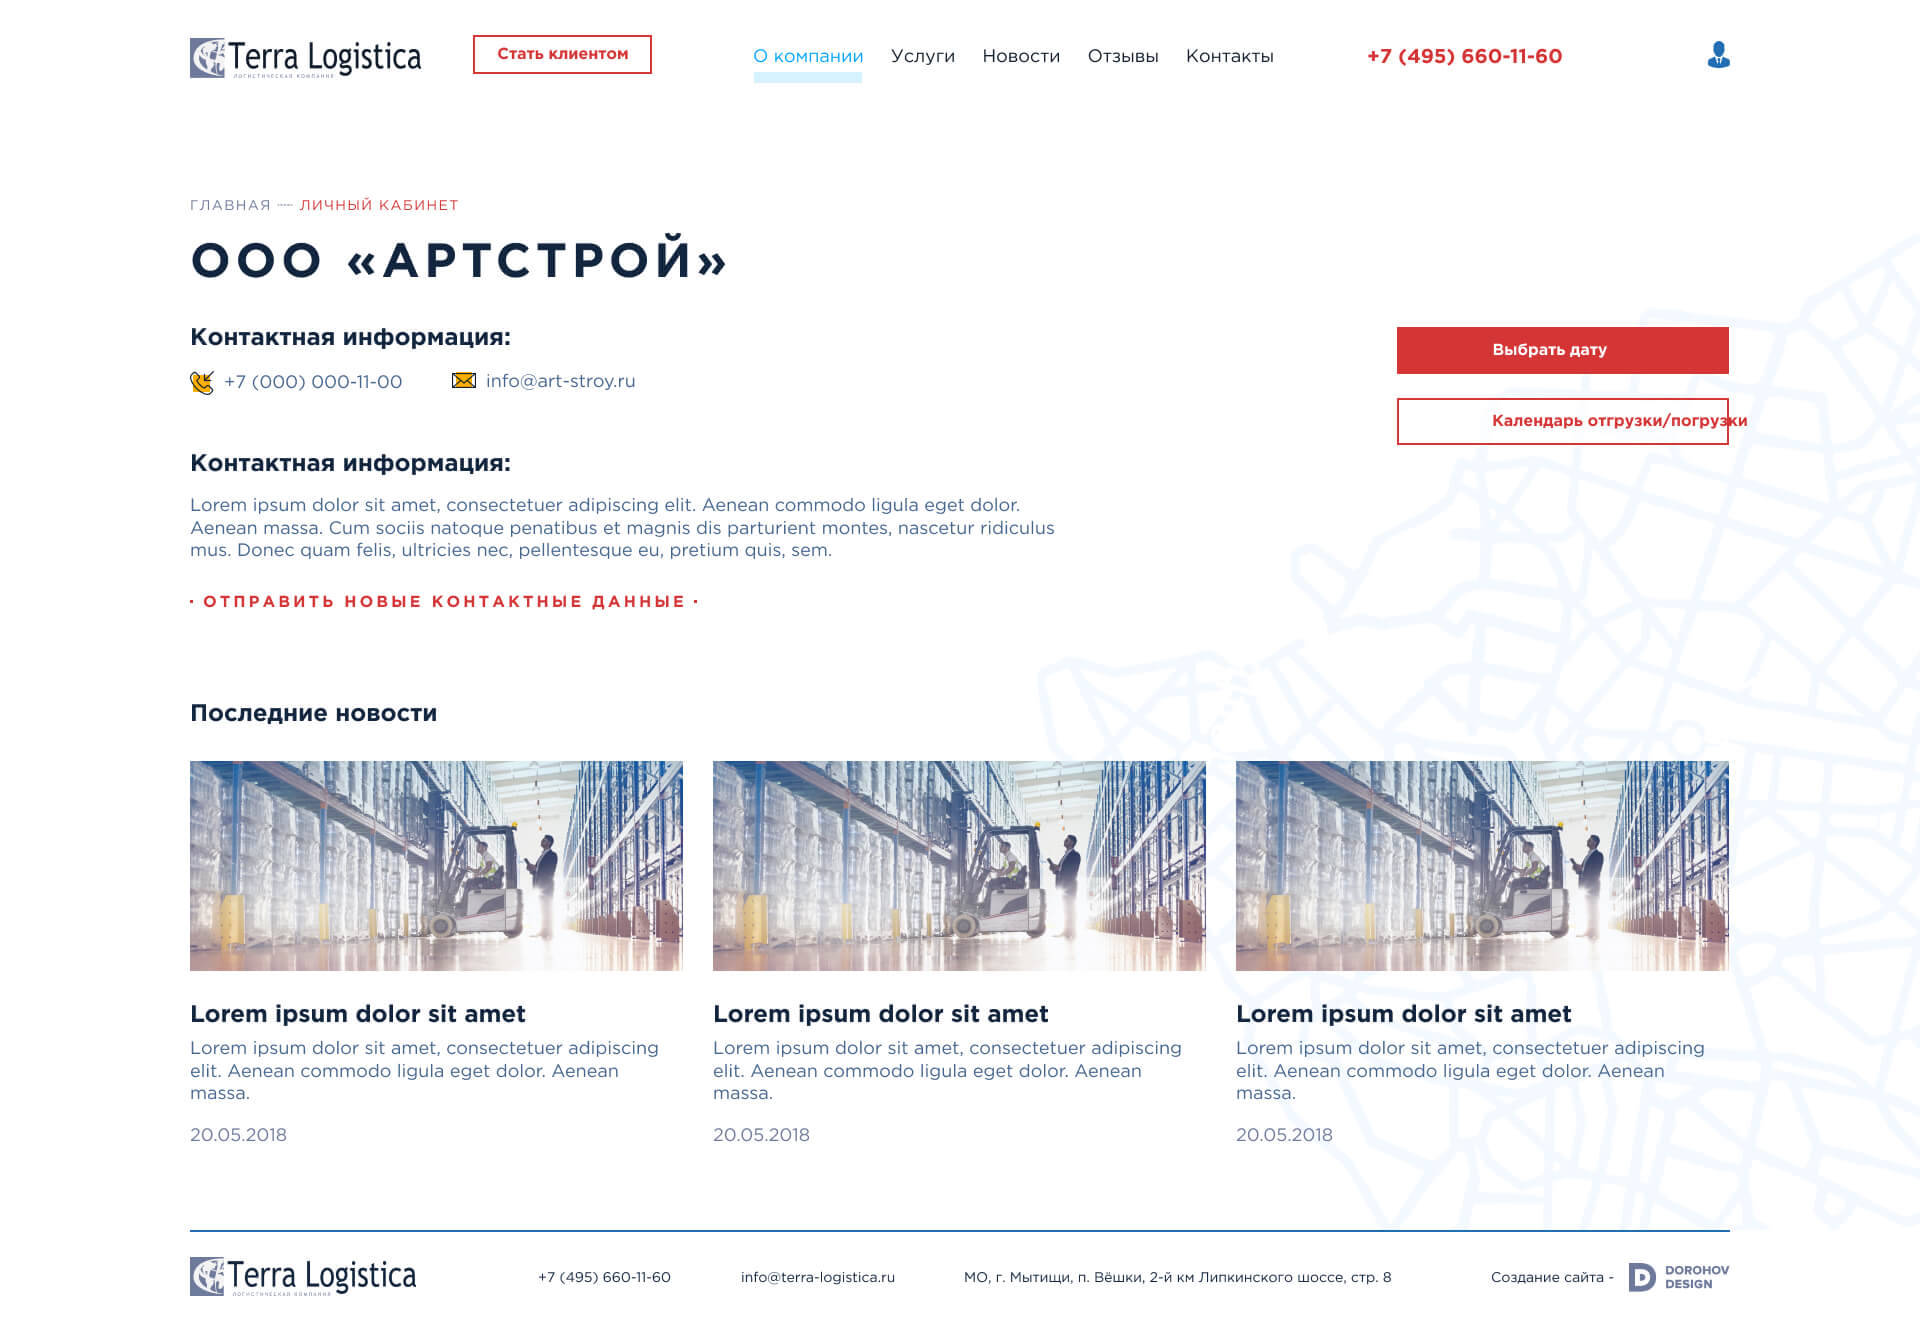 Terra Logistica
ЛОГИСТИЧЕСКАЯ КОМПАНИЯ
Стать клиентом
О компании Услуги Новости Отзывы Контакты
+7 (495) 660-11-60
ГЛАВНАЯ — ЛИЧНЫЙ КАБИНЕТ
ООО «АРТСТРОЙ»
Контактная информация:
+7 (000) 000-11-00 info@art-stroy.ru
Выбрать дату
Календарь отгрузки/погрузки
Контактная информация:
Lorem ipsum dolor sit amet, consectetuer adipiscing elit. Aenean commodo ligula eget dolor.
Aenean massa. Cum sociis natoque penatibus et magnis dis parturient montes, nascetur ridiculus
mus. Donec quam felis, ultricies nec, pellentesque eu, pretium quis, sem.
· ОТПРАВИТЬ НОВЫЕ КОНТАКТНЫЕ ДАННЫЕ ·
Последние новости
Lorem ipsum dolor sit amet
Lorem ipsum dolor sit amet, consectetuer adipiscing
elit. Aenean commodo ligula eget dolor. Aenean
massa.
20.05.2018
Lorem ipsum dolor sit amet
Lorem ipsum dolor sit amet, consectetuer adipiscing
elit. Aenean commodo ligula eget dolor. Aenean
massa.
20.05.2018
Lorem ipsum dolor sit amet
Lorem ipsum dolor sit amet, consectetuer adipiscing
elit. Aenean commodo ligula eget dolor. Aenean
massa.
20.05.2018
Terra Logistica
ЛОГИСТИЧЕСКАЯ КОМПАНИЯ
+7 (495) 660-11-60
info@terra-logistica.ru
МО, г. Мытищи, п. Вёшки, 2-й км Липкинского шоссе, стр. 8
Создание сайта -
DOROHOV
DESIGN